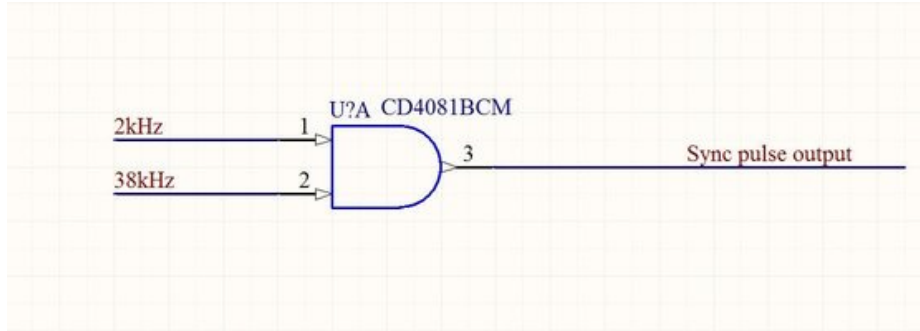 U?A CD4081BCM
2kHz
1
3
Sync pulse output
38kHz
2